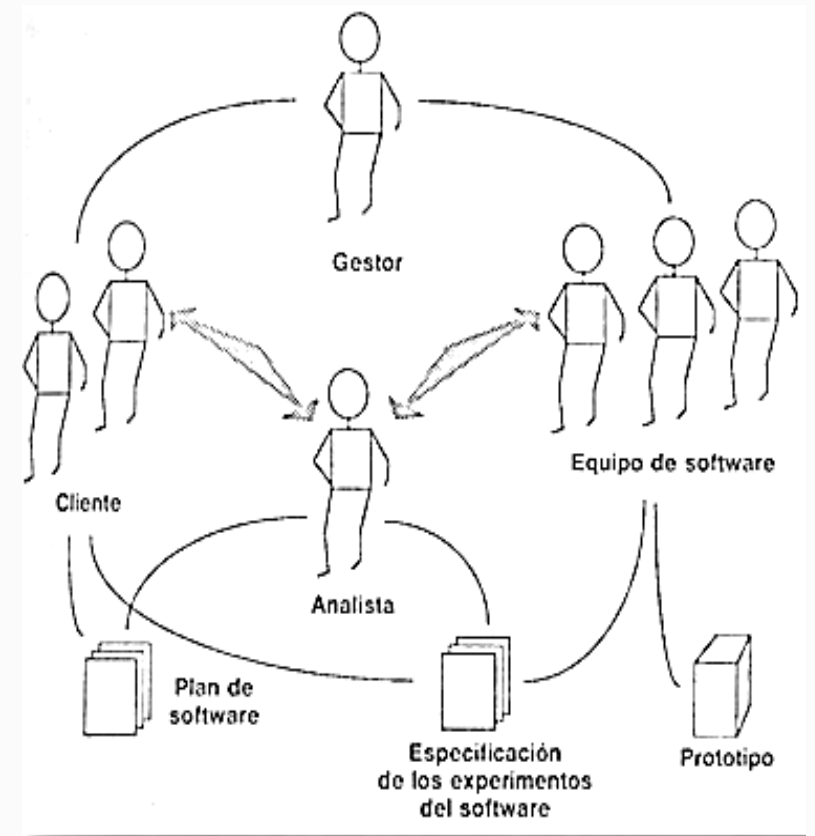 Gestor
Equipo de software
Cliente
Analista
Plan de
software
Especificación
de los experimentos
del software
Prototipo